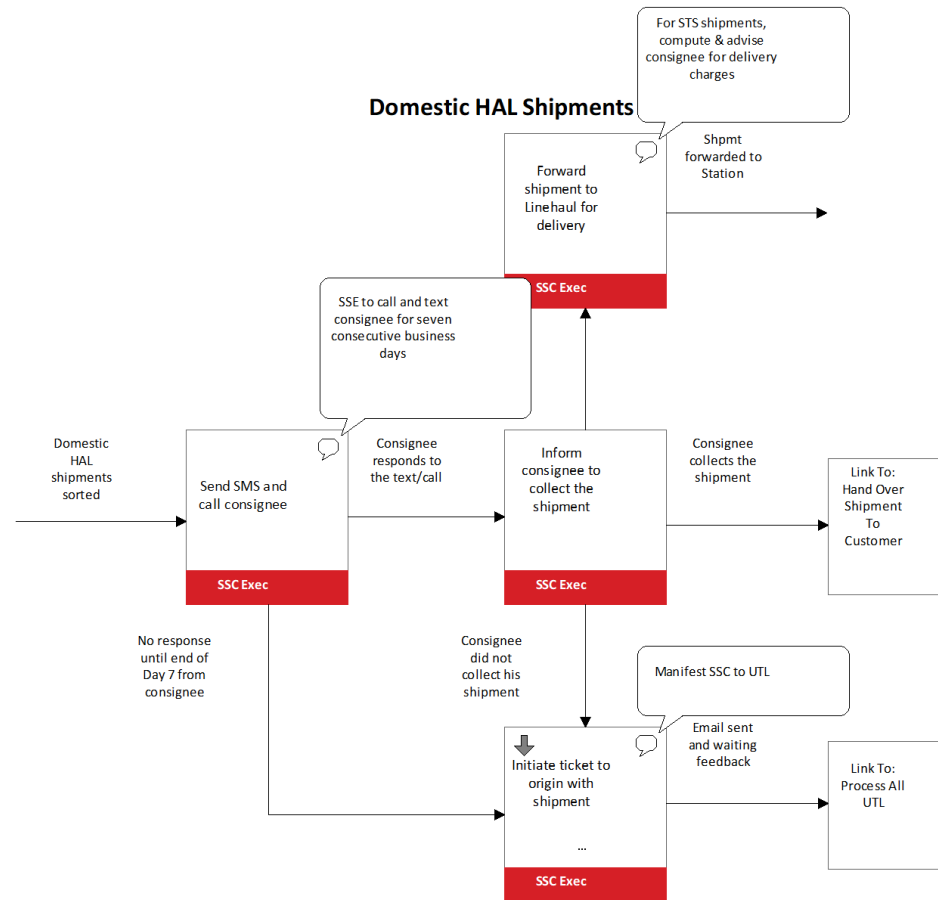 For STS shipments,
compute & advise
consignee for delivery
charges
Domestic HAL Shipments
Shpmt
forwarded to
Station
Forward
shipment to
Linehaul for
delivery
SSC Exec
SSE to call and text
consignee for seven
consecutive business
days
Domestic
HAL
shipments
sorted
Send SMS and
call consignee
SSC Exec
Consignee
responds to
the text/call
Inform
consignee to
collect the
shipment
SSC Exec
Consignee
collects the
shipment
Link To:
Hand Over
Shipment
To
Customer
No response
until end of
Day 7 from
consignee
Consignee
did not
collect his
shipment
Manifest SSC to UTL
Initiate ticket to
origin with
shipment
...
SSC Exec
Email sent
and waiting
feedback
Link To:
Process All
UTL